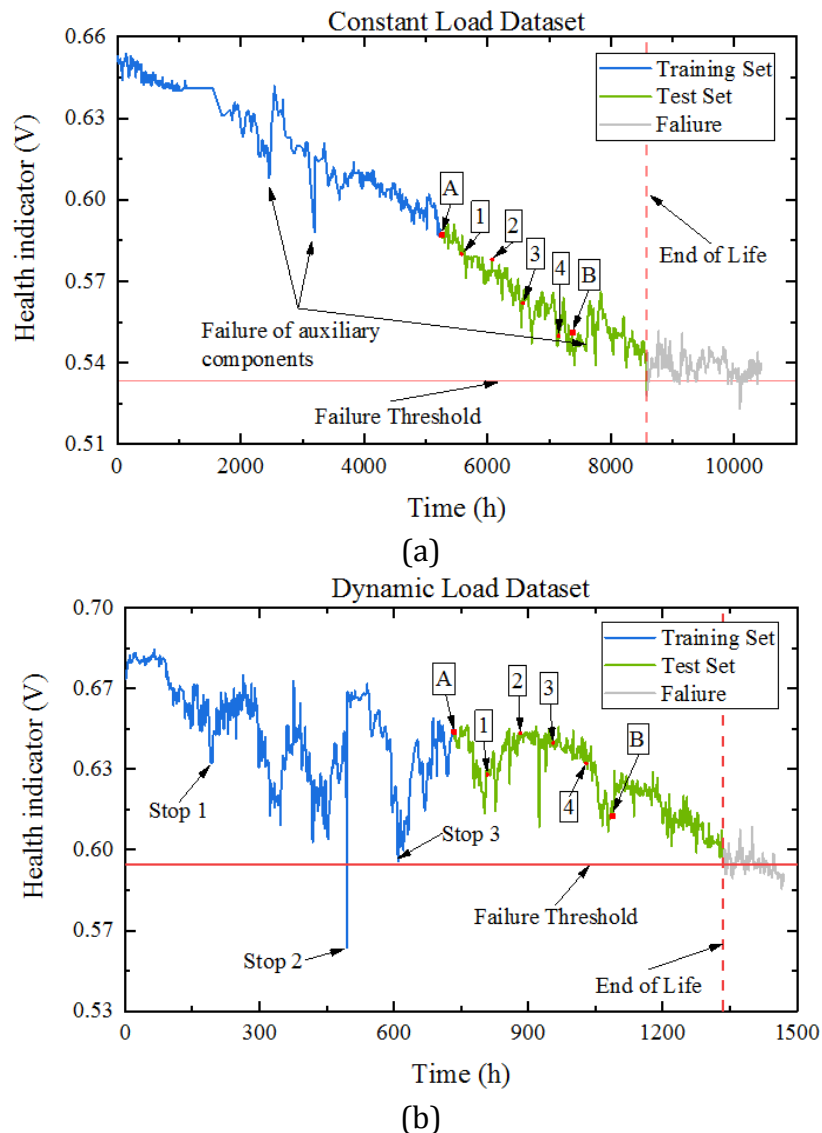 Constant Load Dataset
0.66
0.63
0.60
0.57
0.54
0.51
Health indicator (V)
Training Set
Test Set
Faliure
A
1
2
3
4
B
End of Life
Failure of auxiliary
components
Failure Threshold
0
2000
4000
6000
8000
10000
Time (h)
(a)
Dynamic Load Dataset
0.70
0.67
0.63
0.60
0.57
0.53
Health indicator (V)
Training Set
Test Set
Faliure
A
1
2
3
4
B
Stop 1
Stop 3
Stop 2
Failure Threshold
End of Life
0
300
600
900
1200
1500
Time (h)
(b)